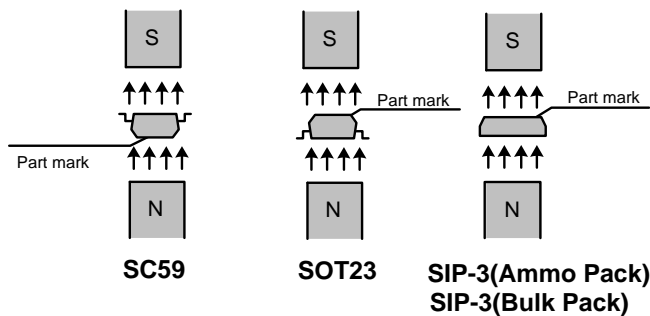 S
S
S
Part mark
Part mark
Part mark
N
N
N
SC59
SOT23
SIP-3(Ammo Pack)
SIP-3(Bulk Pack)